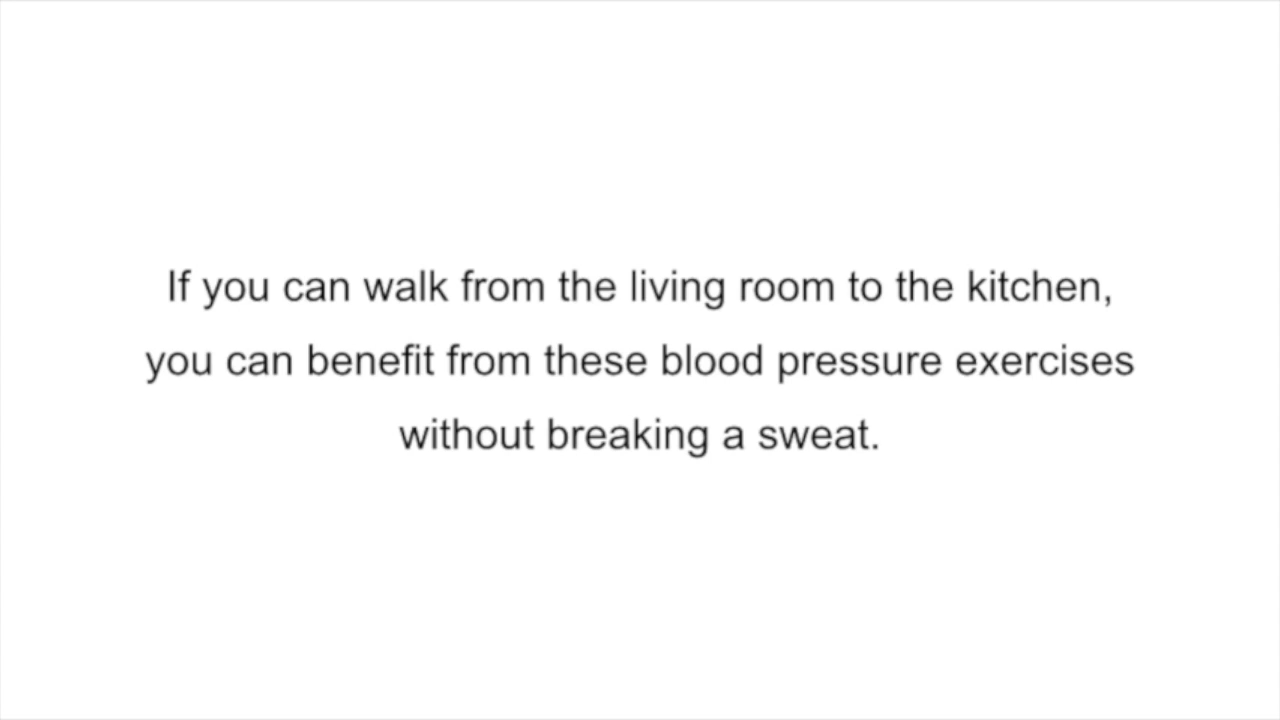 If you can walk from the living room to the kitchen,
you can benefit from these blood pressure exercises
without breaking a sweat.